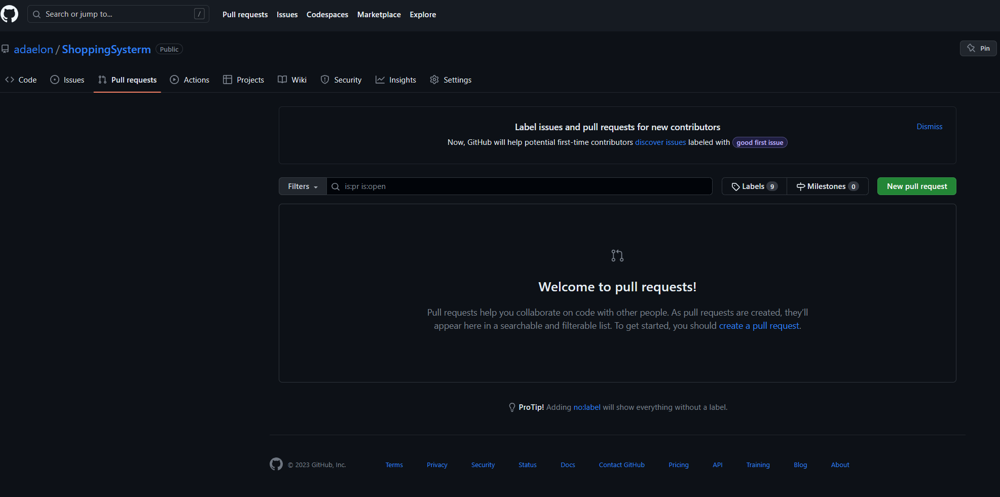 Search or jump to... / Pull requests Issues Codespaces Marketplace Explore
adaelon / ShoppingSysterm Public Pin
Code Issues Pull requests Actions Projects Wiki Security Insights Settings
Label issues and pull requests for new contributors Dismiss
Now, GitHub will help potential first-time contributors discover issues labeled with good first issue
Filters is:pr is:open Labels 9 Milestones 0 New pull request
Welcome to pull requests!
Pull requests help you collaborate on code with other people. As pull requests are created, they’ll
appear here in a searchable and filterable list. To get started, you should create a pull request.
ProTip! Adding no:label will show everything without a label.
© 2023 GitHub, Inc. Terms Privacy Security Status Docs Contact GitHub Pricing API Training Blog About